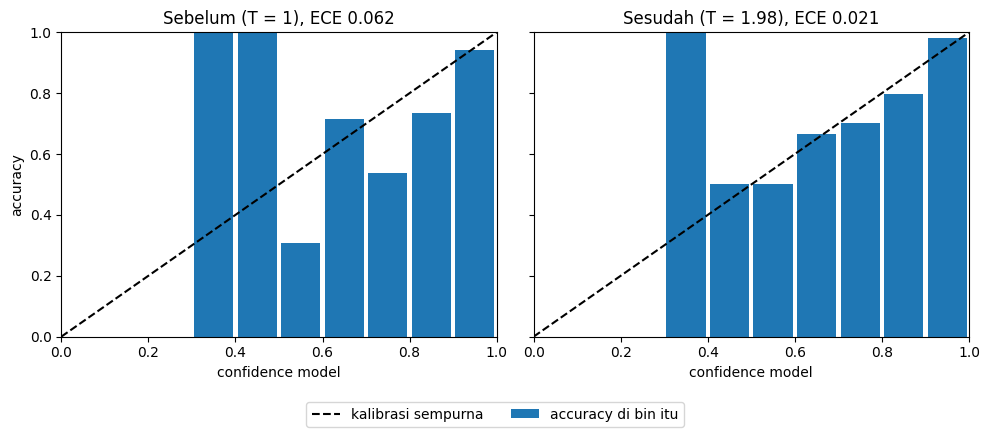 Sebelum (T = 1), ECE 0.062
Sesudah (T = 1.98), ECE 0.021
accuracy
1.0
0.8
0.6
0.4
0.2
0.0
0.0 0.2 0.4 0.6 0.8 1.0
0.0 0.2 0.4 0.6 0.8 1.0
confidence model
confidence model
kalibrasi sempurna
accuracy di bin itu